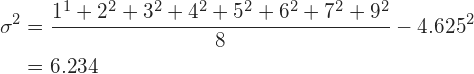 σ² = (1¹ + 2² + 3² + 4² + 5² + 6² + 7² + 9²)/8 − 4.625²
= 6.234